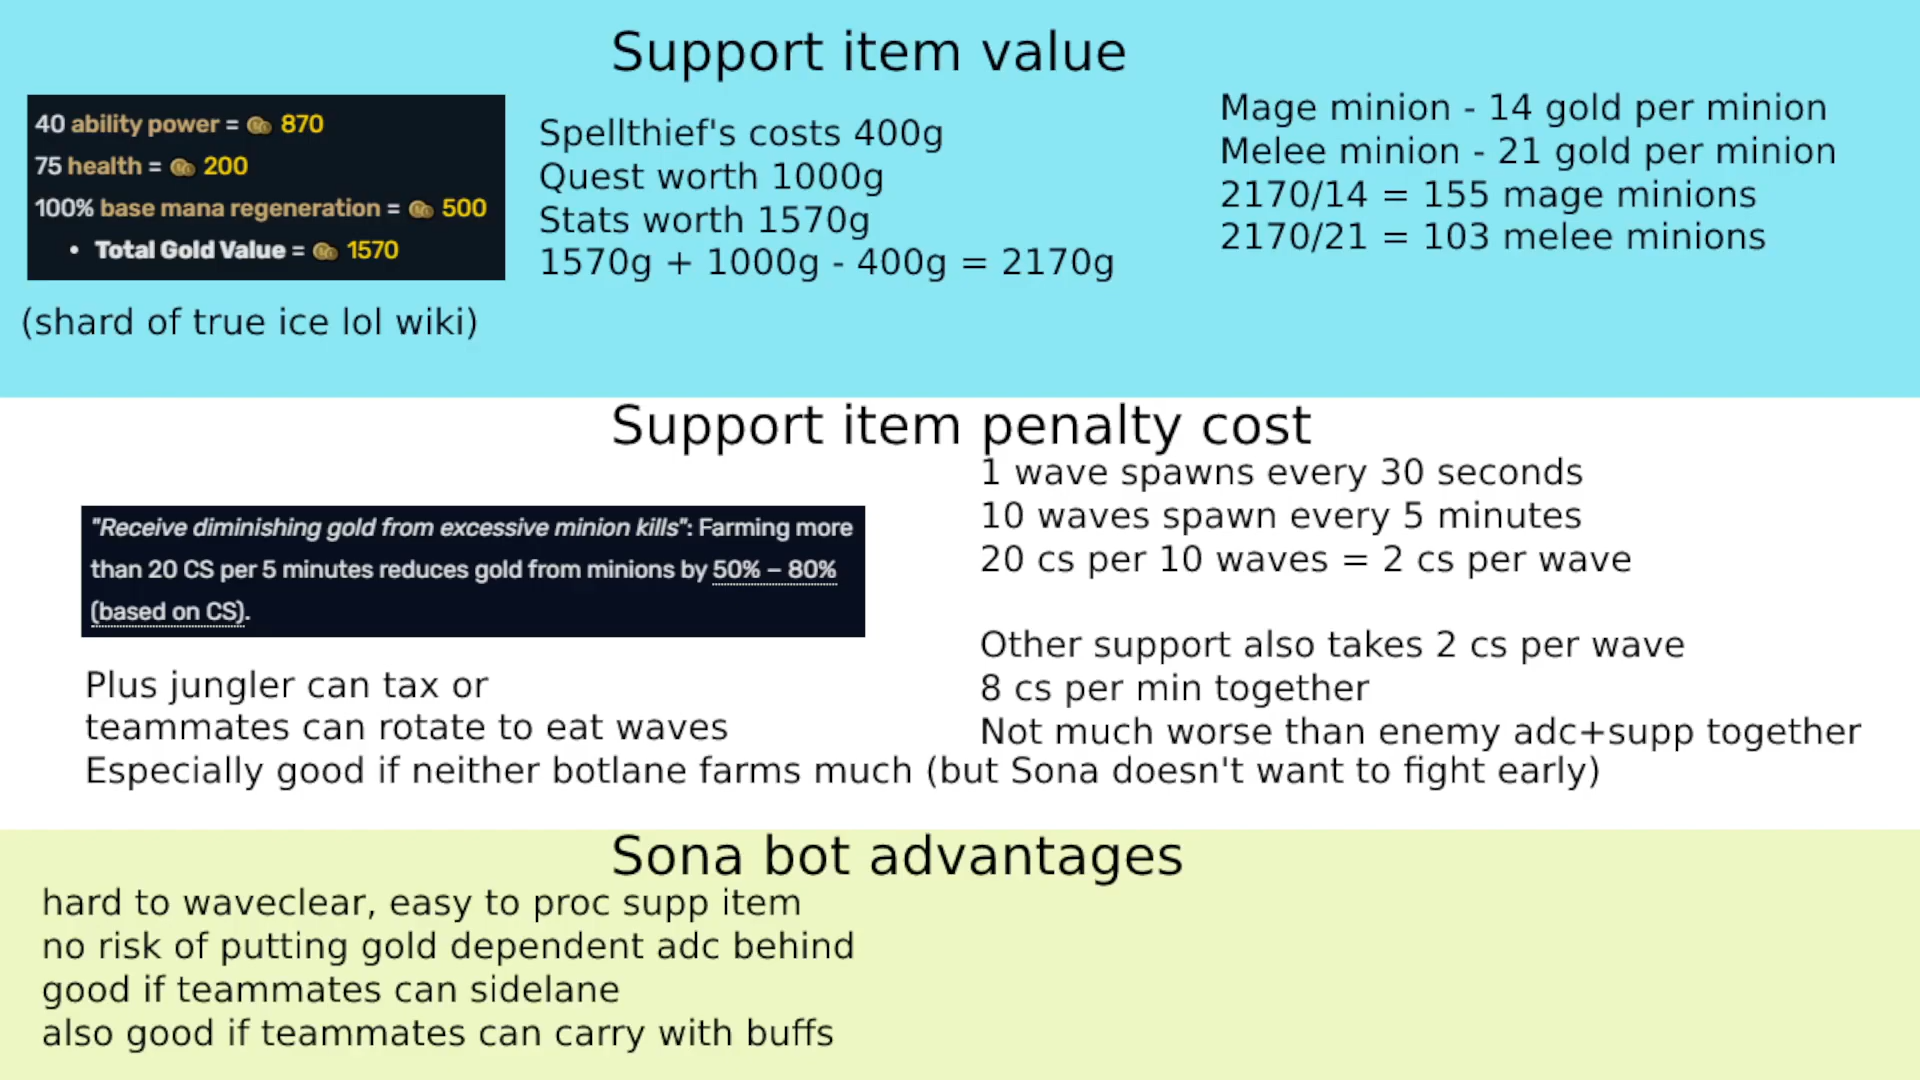 Support item value
40 ability power = 870
75 health = 200
100% base mana regeneration = 500
• Total Gold Value = 1570
(shard of true ice lol wiki)
Spellthief's costs 400g
Quest worth 1000g
Stats worth 1570g
1570g + 1000g - 400g = 2170g
Mage minion - 14 gold per minion
Melee minion - 21 gold per minion
2170/14 = 155 mage minions
2170/21 = 103 melee minions
Support item penalty cost
"Receive diminishing gold from excessive minion kills": Farming more
than 20 CS per 5 minutes reduces gold from minions by 50% – 80%
(based on CS).
1 wave spawns every 30 seconds
10 waves spawn every 5 minutes
20 cs per 10 waves = 2 cs per wave
Other support also takes 2 cs per wave
8 cs per min together
Not much worse than enemy adc+supp together
Plus jungler can tax or
teammates can rotate to eat waves
Especially good if neither botlane farms much (but Sona doesn't want to fight early)
Sona bot advantages
hard to waveclear, easy to proc supp item
no risk of putting gold dependent adc behind
good if teammates can sidelane
also good if teammates can carry with buffs